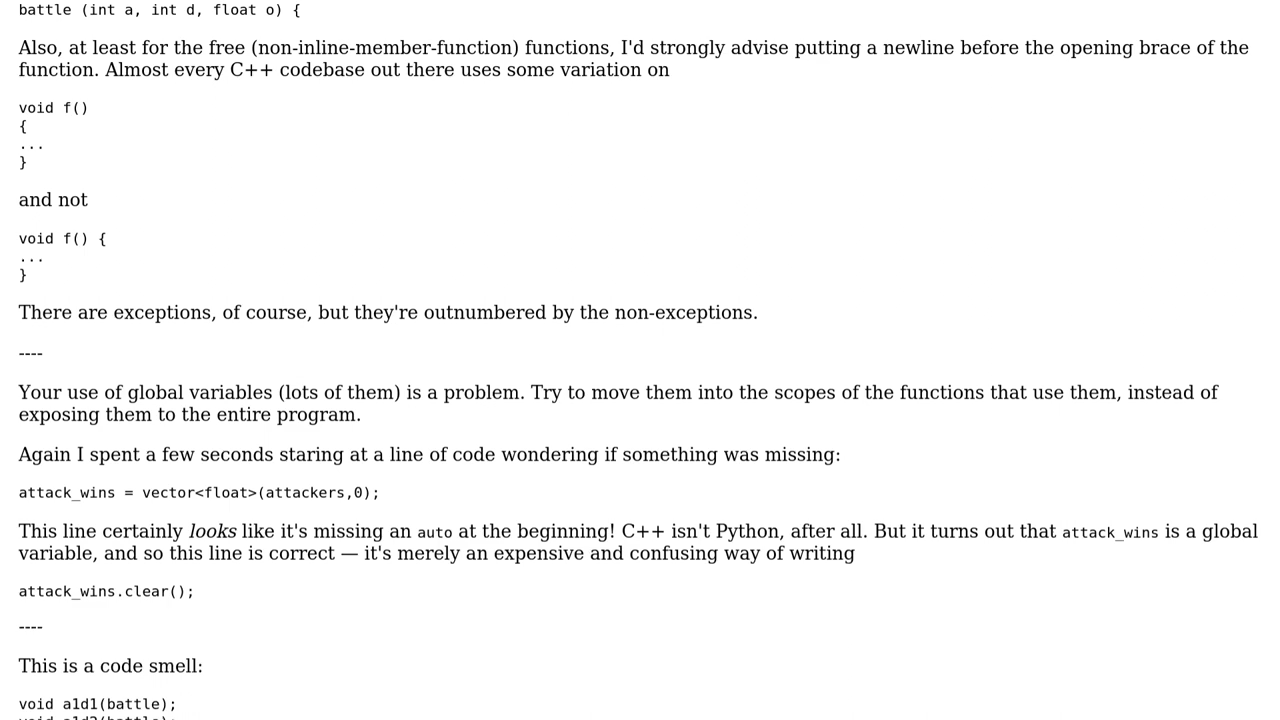 battle (int a, int d, float o) {
Also, at least for the free (non-inline-member-function) functions, I'd strongly advise putting a newline before the opening brace of the
function. Almost every C++ codebase out there uses some variation on
void f()
{
...
}
and not
void f() {
...
}
There are exceptions, of course, but they're outnumbered by the non-exceptions.
----
Your use of global variables (lots of them) is a problem. Try to move them into the scopes of the functions that use them, instead of
exposing them to the entire program.
Again I spent a few seconds staring at a line of code wondering if something was missing:
attack_wins = vector<float>(attackers,0);
This line certainly looks like it's missing an auto at the beginning! C++ isn't Python, after all. But it turns out that attack_wins is a global
variable, and so this line is correct — it's merely an expensive and confusing way of writing
attack_wins.clear();
----
This is a code smell:
void a1d1(battle);
void a1d2(battle);